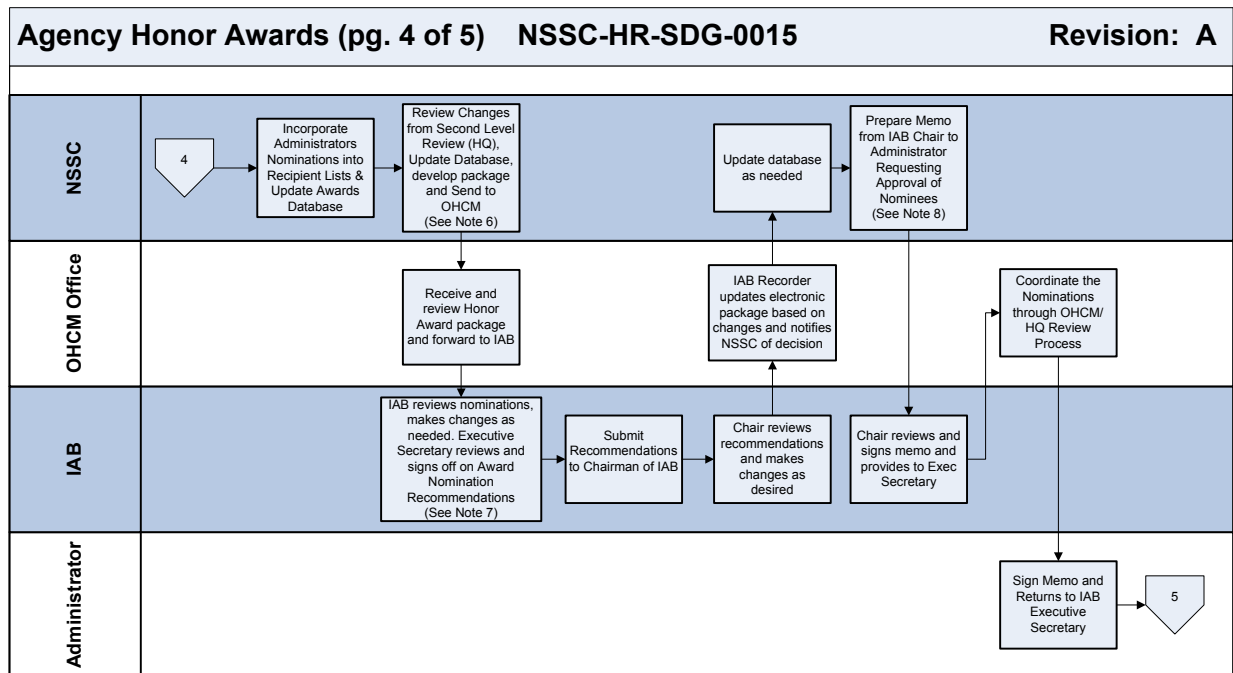 Agency Honor Awards (pg. 4 of 5) NSSC-HR-SDG-0015 Revision: A
NSSC
4
Incorporate
Administrators
Nominations into
Recipient Lists &
Update Awards
Database
Review Changes
from Second Level
Review (HQ),
Update Database,
develop package
and Send to
OHCM
(See Note 6)
Update database
as needed
Prepare Memo
from IAB Chair to
Administrator
Requesting
Approval of
Nominees
(See Note 8)
OHCM Office
Receive and
review Honor
Award package
and forward to IAB
IAB Recorder
updates electronic
package based on
changes and notifies
NSSC of decision
Coordinate the
Nominations
through OHCM/
HQ Review
Process
IAB
IAB reviews nominations,
makes changes as
needed. Executive
Secretary reviews and
signs off on Award
Nomination
Recommendations
(See Note 7)
Submit
Recommendations
to Chairman of IAB
Chair reviews
recommendations
and makes
changes as
desired
Chair reviews and
signs memo and
provides to Exec
Secretary
Administrator
Sign Memo and
Returns to IAB
Executive
Secretary
5